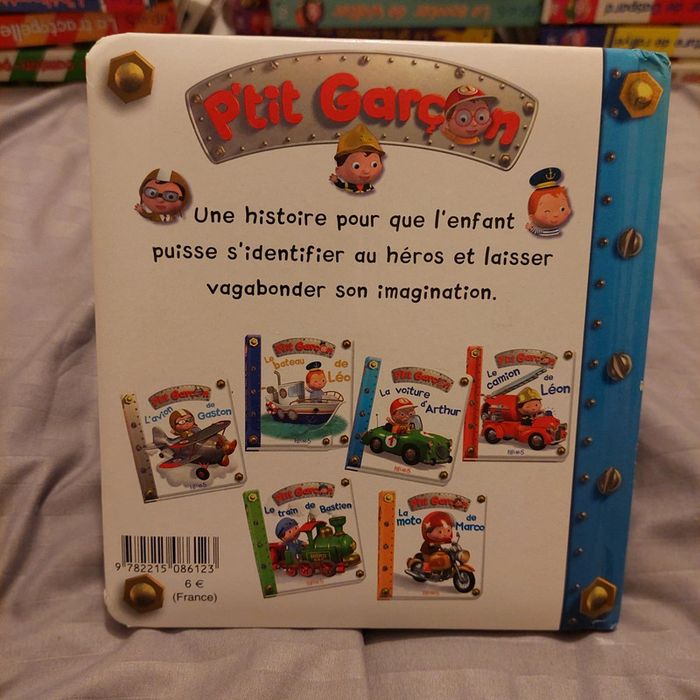 La tractopelle
P'tit Garçon
Une histoire pour que l'enfant
puisse s'identifier au héros et laisser
vagabonder son imagination.
P'tit Garçon
L'avion de
Gaston
P'tit Garçon
Le bateau de
Léo
P'tit Garçon
La voiture
d'Arthur
P'tit Garçon
Le camion de
Léon
P'tit Garçon
Le train de Bastien
P'tit Garçon
La moto de
Marco
9 782215 086123
6 €
(France)